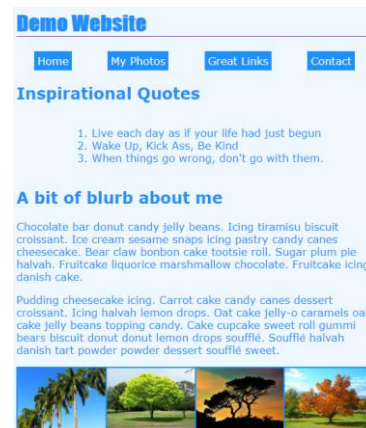 Demo Website
Home My Photos Great Links Contact
Inspirational Quotes
1. Live each day as if your life had just begun
2. Wake Up, Kick Ass, Be Kind
3. When things go wrong, don't go with them.
A bit of blurb about me
Chocolate bar donut candy jelly beans. Icing tiramisu biscuit
croissant. Ice cream sesame snaps icing pastry candy canes
cheesecake. Bear claw bonbon cake tootsie roll. Sugar plum pie
halvah. Fruitcake liquorice marshmallow chocolate. Fruitcake icing
danish cake.
Pudding cheesecake icing. Carrot cake candy canes dessert
croissant. Icing halvah lemon drops. Oat cake jelly-o caramels oat
cake jelly beans topping candy. Cake cupcake sweet roll gummi
bears biscuit donut donut lemon drops soufflé. Soufflé halvah
danish tart powder powder dessert soufflé sweet.